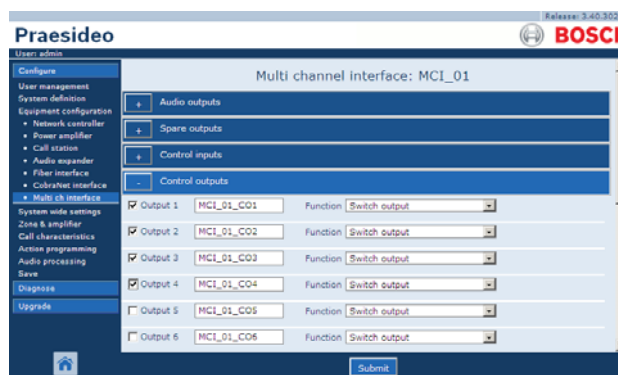 Release: 3.40.302
Praesideo
BOSCH
User: admin
Configure
User management
System definition
Equipment configuration
• Network controller
• Power amplifier
• Call station
• Audio expander
• Fiber interface
• CobraNet interface
• Multi ch interface
System wide settings
Zone & amplifier
Call characteristics
Action programming
Audio processing
Save
Diagnose
Upgrade
Multi channel interface: MCI_01
+ Audio outputs
+ Spare outputs
+ Control inputs
- Control outputs
Output 1 MCI_01_CO1 Function Switch output
Output 2 MCI_01_CO2 Function Switch output
Output 3 MCI_01_CO3 Function Switch output
Output 4 MCI_01_CO4 Function Switch output
Output 5 MCI_01_CO5 Function Switch output
Output 6 MCI_01_CO6 Function Switch output
Submit